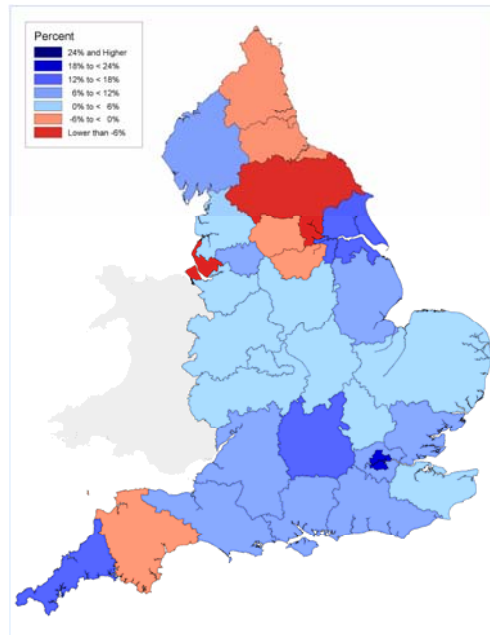 Percent
24% and Higher
18% to < 24%
12% to < 18%
6% to < 12%
0% to < 6%
-6% to < 0%
Lower than -6%